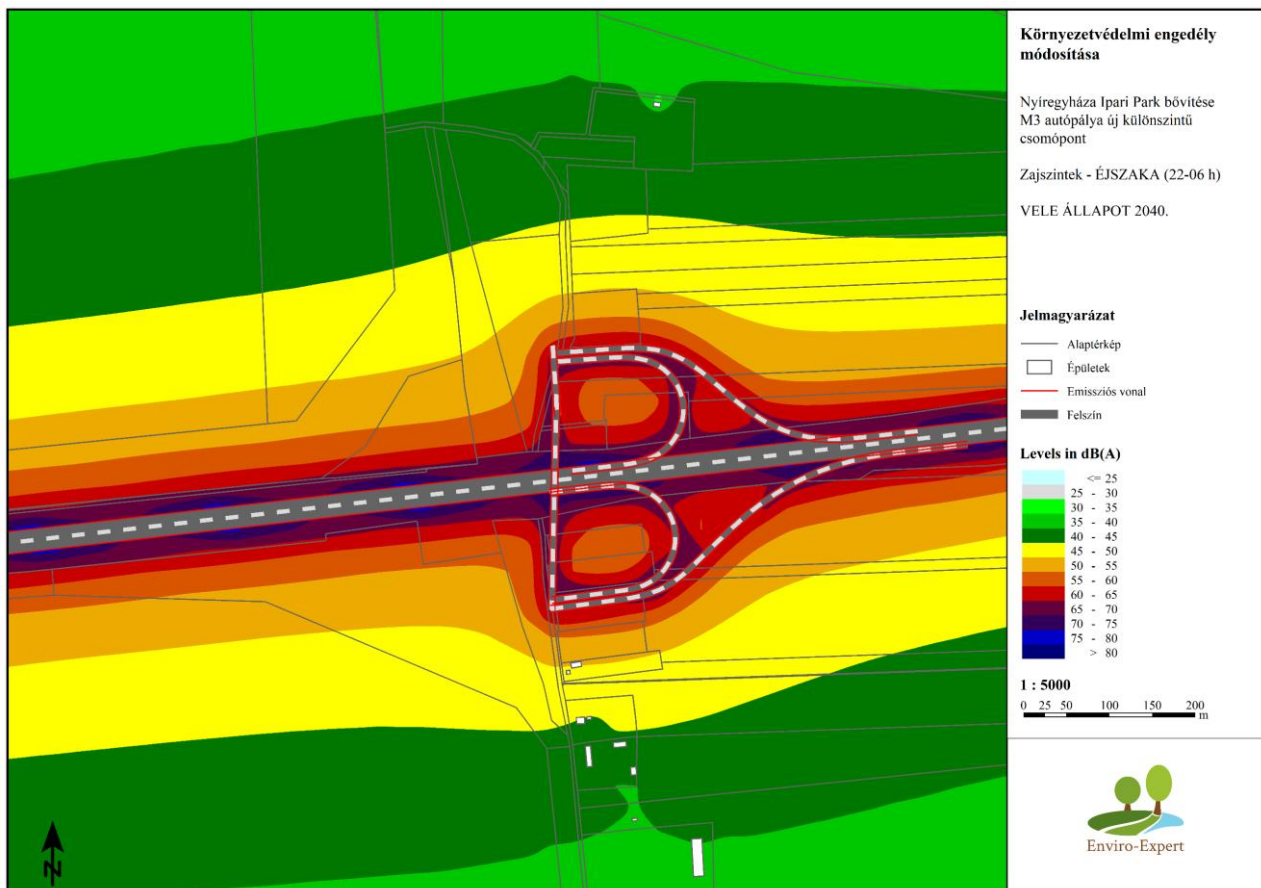 Környezetvédelmi engedély
módosítása
Nyíregyháza Ipari Park bővítése
M3 autópálya új különszintű
csomópont
Zajszintek - ÉJSZAKA (22-06 h)
VELE ÁLLAPOT 2040.
Jelmagyarázat
Alaptérkép
Épületek
Emissziós vonal
Felszín
Levels in dB(A)
<= 25
25 - 30
30 - 35
35 - 40
40 - 45
45 - 50
50 - 55
55 - 60
60 - 65
65 - 70
70 - 75
75 - 80
> 80
1 : 5000
0 25 50 100 150 200
m
N
Enviro-Expert